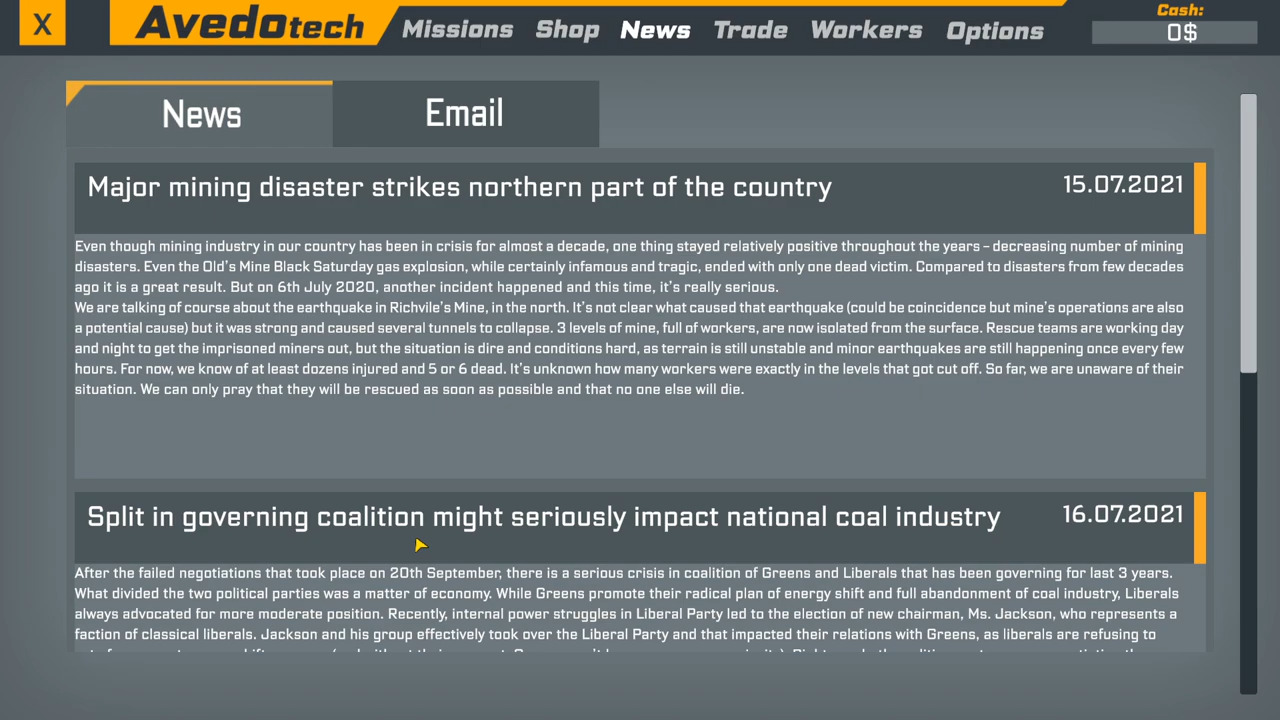 X
Avedotech
Missions Shop News Trade Workers Options
Cash:
0$
News
Email
Major mining disaster strikes northern part of the country
15.07.2021
Even though mining industry in our country has been in crisis for almost a decade, one thing stayed relatively positive throughout the years – decreasing number of mining
disasters. Even the Old's Mine Black Saturday gas explosion, while certainly infamous and tragic, ended with only one dead victim. Compared to disasters from few decades
ago it is a great result. But on 6th July 2020, another incident happened and this time, it's really serious.
We are talking of course about the earthquake in Richvile's Mine, in the north. It's not clear what caused that earthquake (could be coincidence but mine's operations are also
a potential cause) but it was strong and caused several tunnels to collapse. 3 levels of mine, full of workers, are now isolated from the surface. Rescue teams are working day
and night to get the imprisoned miners out, but the situation is dire and conditions hard, as terrain is still unstable and minor earthquakes are still happening once every few
hours. For now, we know of at least dozens injured and 5 or 6 dead. It's unknown how many workers were exactly in the levels that got cut off. So far, we are unaware of their
situation. We can only pray that they will be rescued as soon as possible and that no one else will die.
Split in governing coalition might seriously impact national coal industry
16.07.2021
After the failed negotiations that took place on 20th September, there is a serious crisis in coalition of Greens and Liberals that has been governing for last 3 years.
What divided the two political parties was a matter of economy. While Greens promote their radical plan of energy shift and full abandonment of coal industry, Liberals
always advocated for more moderate position. Recently, internal power struggles in Liberal Party led to the election of new chairman, Ms. Jackson, who represents a
faction of classical liberals. Jackson and his group effectively took over the Liberal Party and that impacted their relations with Greens, as liberals are refusing to